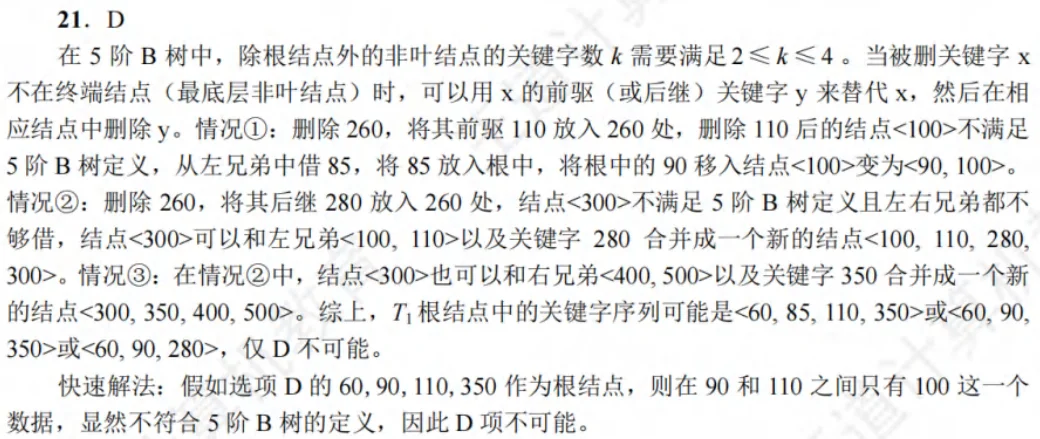 21. D
在 5 阶 B 树中，除根结点外的非叶结点的关键字数 k 需要满足2≤k≤4。当被删关键字 x
不在终端结点（最底层非叶结点）时，可以用 x 的前驱（或后继）关键字 y 来替代 x，然后在相
应结点中删除 y。情况①：删除 260，将其前驱 110 放入 260 处，删除 110 后的结点<100>不满足
5 阶 B 树定义，从左兄弟中借 85，将 85 放入根中，将根中的 90 移入结点<100>变为<90, 100>。
情况②：删除 260，将其后继 280 放入 260 处，结点<300>不满足 5 阶 B 树定义且左右兄弟都不
够借，结点<300>可以和左兄弟<100, 110>以及关键字 280 合并成一个新的结点<100, 110, 280,
300>。情况③：在情况②中，结点<300>也可以和右兄弟<400, 500>以及关键字 350 合并成一个新
的结点<300, 350, 400, 500>。综上，T₁根结点中的关键字序列可能是<60, 85, 110, 350>或<60, 90,
350>或<60, 90, 280>，仅 D 不可能。
快速解法：假如选项 D 的 60, 90, 110, 350 作为根结点，则在 90 和 110 之间只有 100 这一个
数据，显然不符合 5 阶 B 树的定义，因此 D 项不可能。